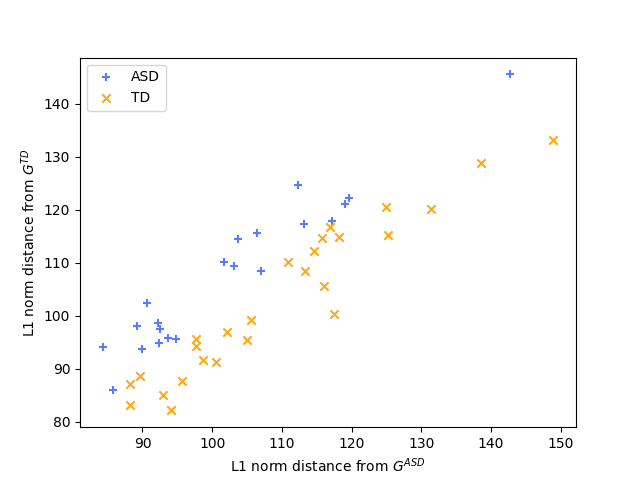 ASD
TD
140
130
120
110
100
90
80
L1 norm distance from G^{TD}
90 100 110 120 130 140 150
L1 norm distance from G^{ASD}